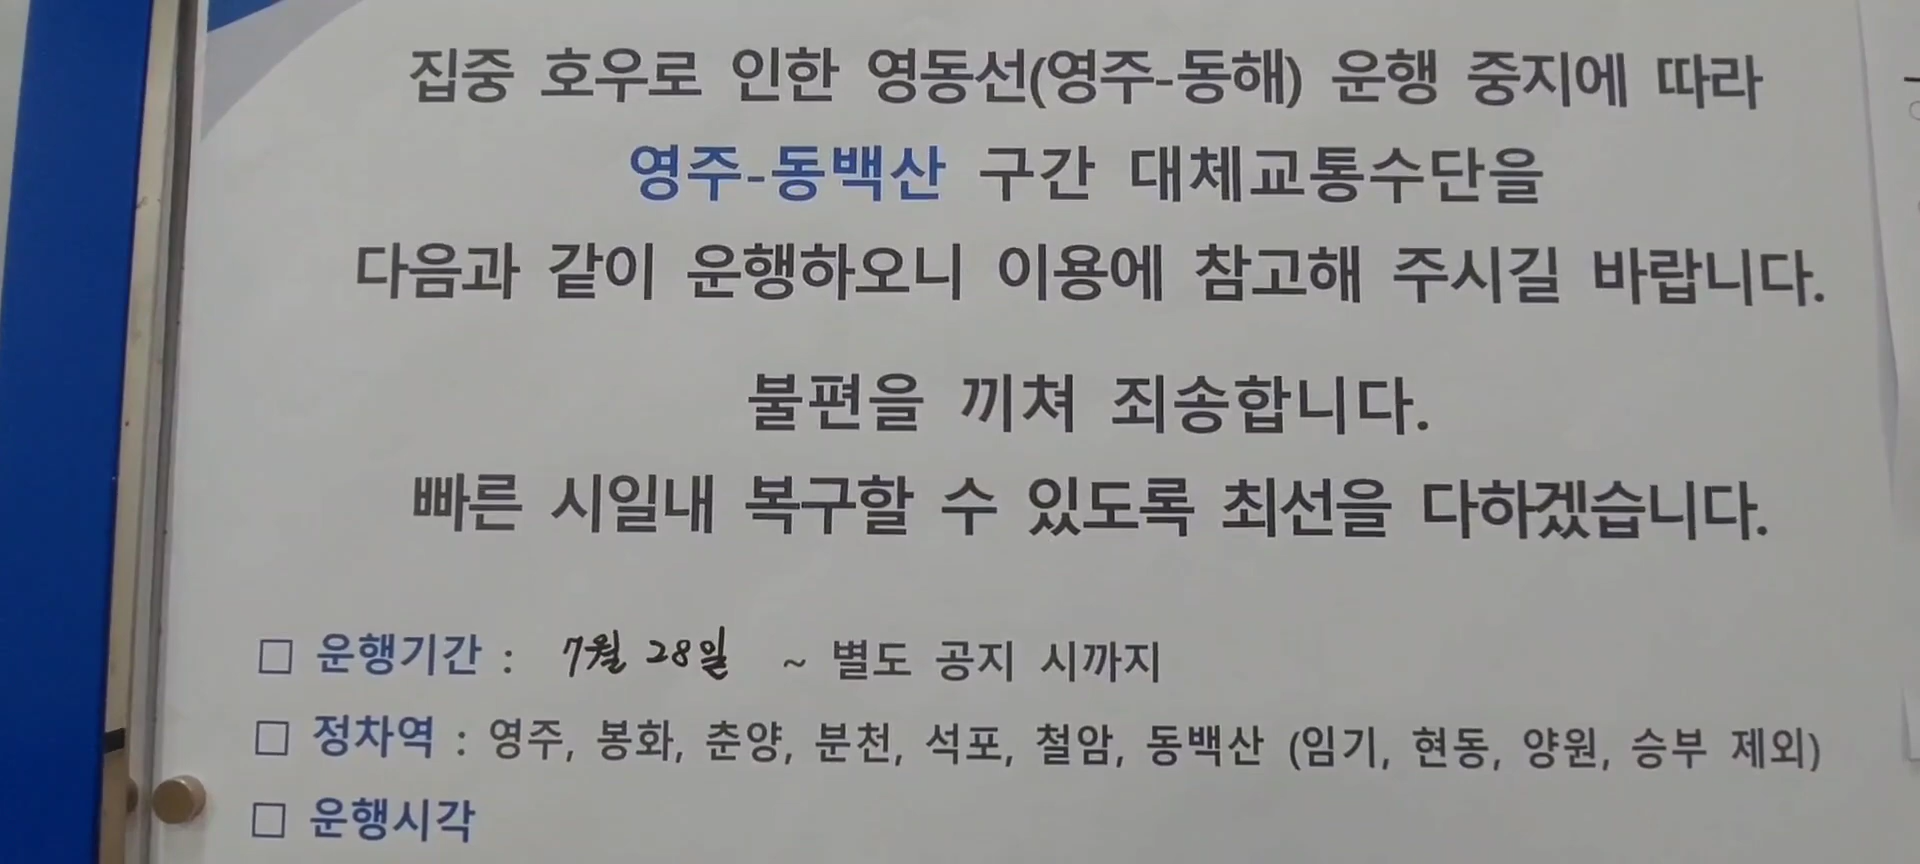 집중 호우로 인한 영동선(영주-동해) 운행 중지에 따라
영주-동백산 구간 대체교통수단을
다음과 같이 운행하오니 이용에 참고해 주시길 바랍니다.
불편을 끼쳐 죄송합니다.
빠른 시일내 복구할 수 있도록 최선을 다하겠습니다.
□ 운행기간 : 7월 28일 ~ 별도 공지 시까지
□ 정차역 : 영주, 봉화, 춘양, 분천, 석포, 철암, 동백산 (임기, 현동, 양원, 승부 제외)
□ 운행시각